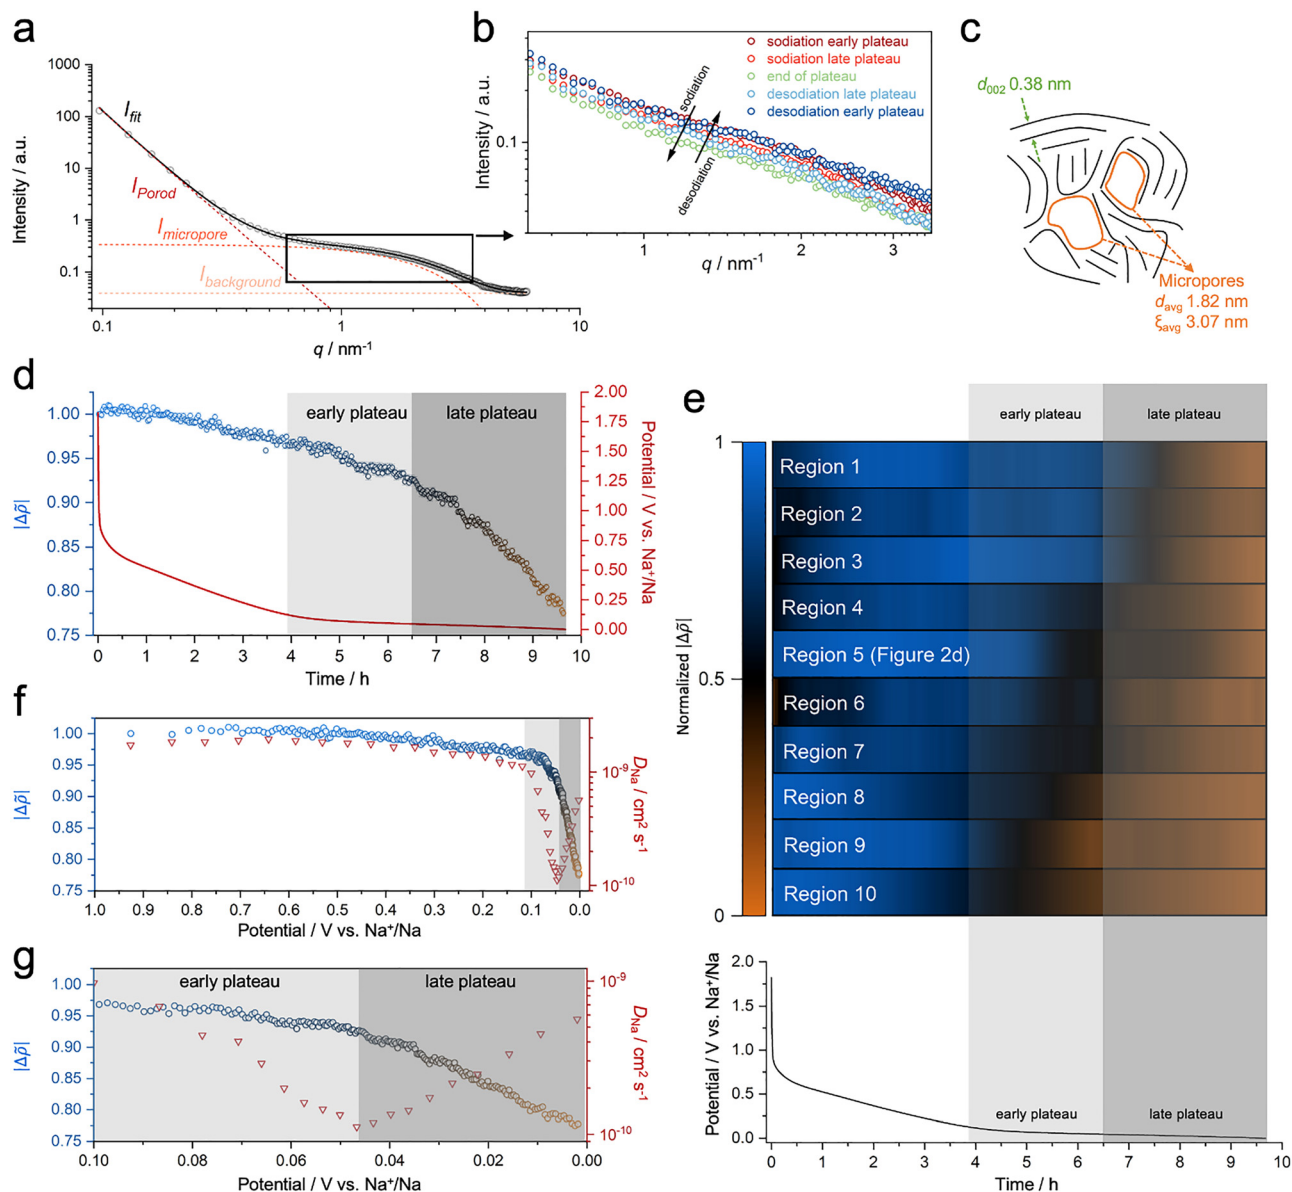 a
1000
100
10
1
0.1
Intensity / a.u.
I_fit
I_Porod
I_micropore
I_background
0.1
1
10
q / nm⁻¹
b
0.1
Intensity / a.u.
sodiation early plateau
sodiation late plateau
end of plateau
desodiation late plateau
desodiation early plateau
sodiation
desodiation
1
2
3
q / nm⁻¹
c
d₀₀₂ 0.38 nm
Micropores
d_avg 1.82 nm
ξ_avg 3.07 nm
d
1.00
0.95
0.90
0.85
0.80
0.75
|Δρ̃|
early plateau
late plateau
2.00
1.75
1.50
1.25
1.00
0.75
0.50
0.25
0.00
Potential / V vs. Na⁺/Na
0 1 2 3 4 5 6 7 8 9 10
Time / h
e
early plateau
late plateau
1
0.5
0
Normalized |Δρ̃|
Region 1
Region 2
Region 3
Region 4
Region 5 (Figure 2d)
Region 6
Region 7
Region 8
Region 9
Region 10
2.0
1.5
1.0
0.5
0.0
Potential / V vs. Na⁺/Na
early plateau
late plateau
0 1 2 3 4 5 6 7 8 9 10
Time / h
f
1.00
0.95
0.90
0.85
0.80
0.75
|Δρ̃|
10⁻⁹
10⁻¹⁰
D_Na / cm² s⁻¹
1.0 0.9 0.8 0.7 0.6 0.5 0.4 0.3 0.2 0.1 0.0
Potential / V vs. Na⁺/Na
g
1.00
0.95
0.90
0.85
0.80
0.75
|Δρ̃|
early plateau
late plateau
10⁻⁹
10⁻¹⁰
D_Na / cm² s⁻¹
0.10 0.08 0.06 0.04 0.02 0.00
Potential / V vs. Na⁺/Na